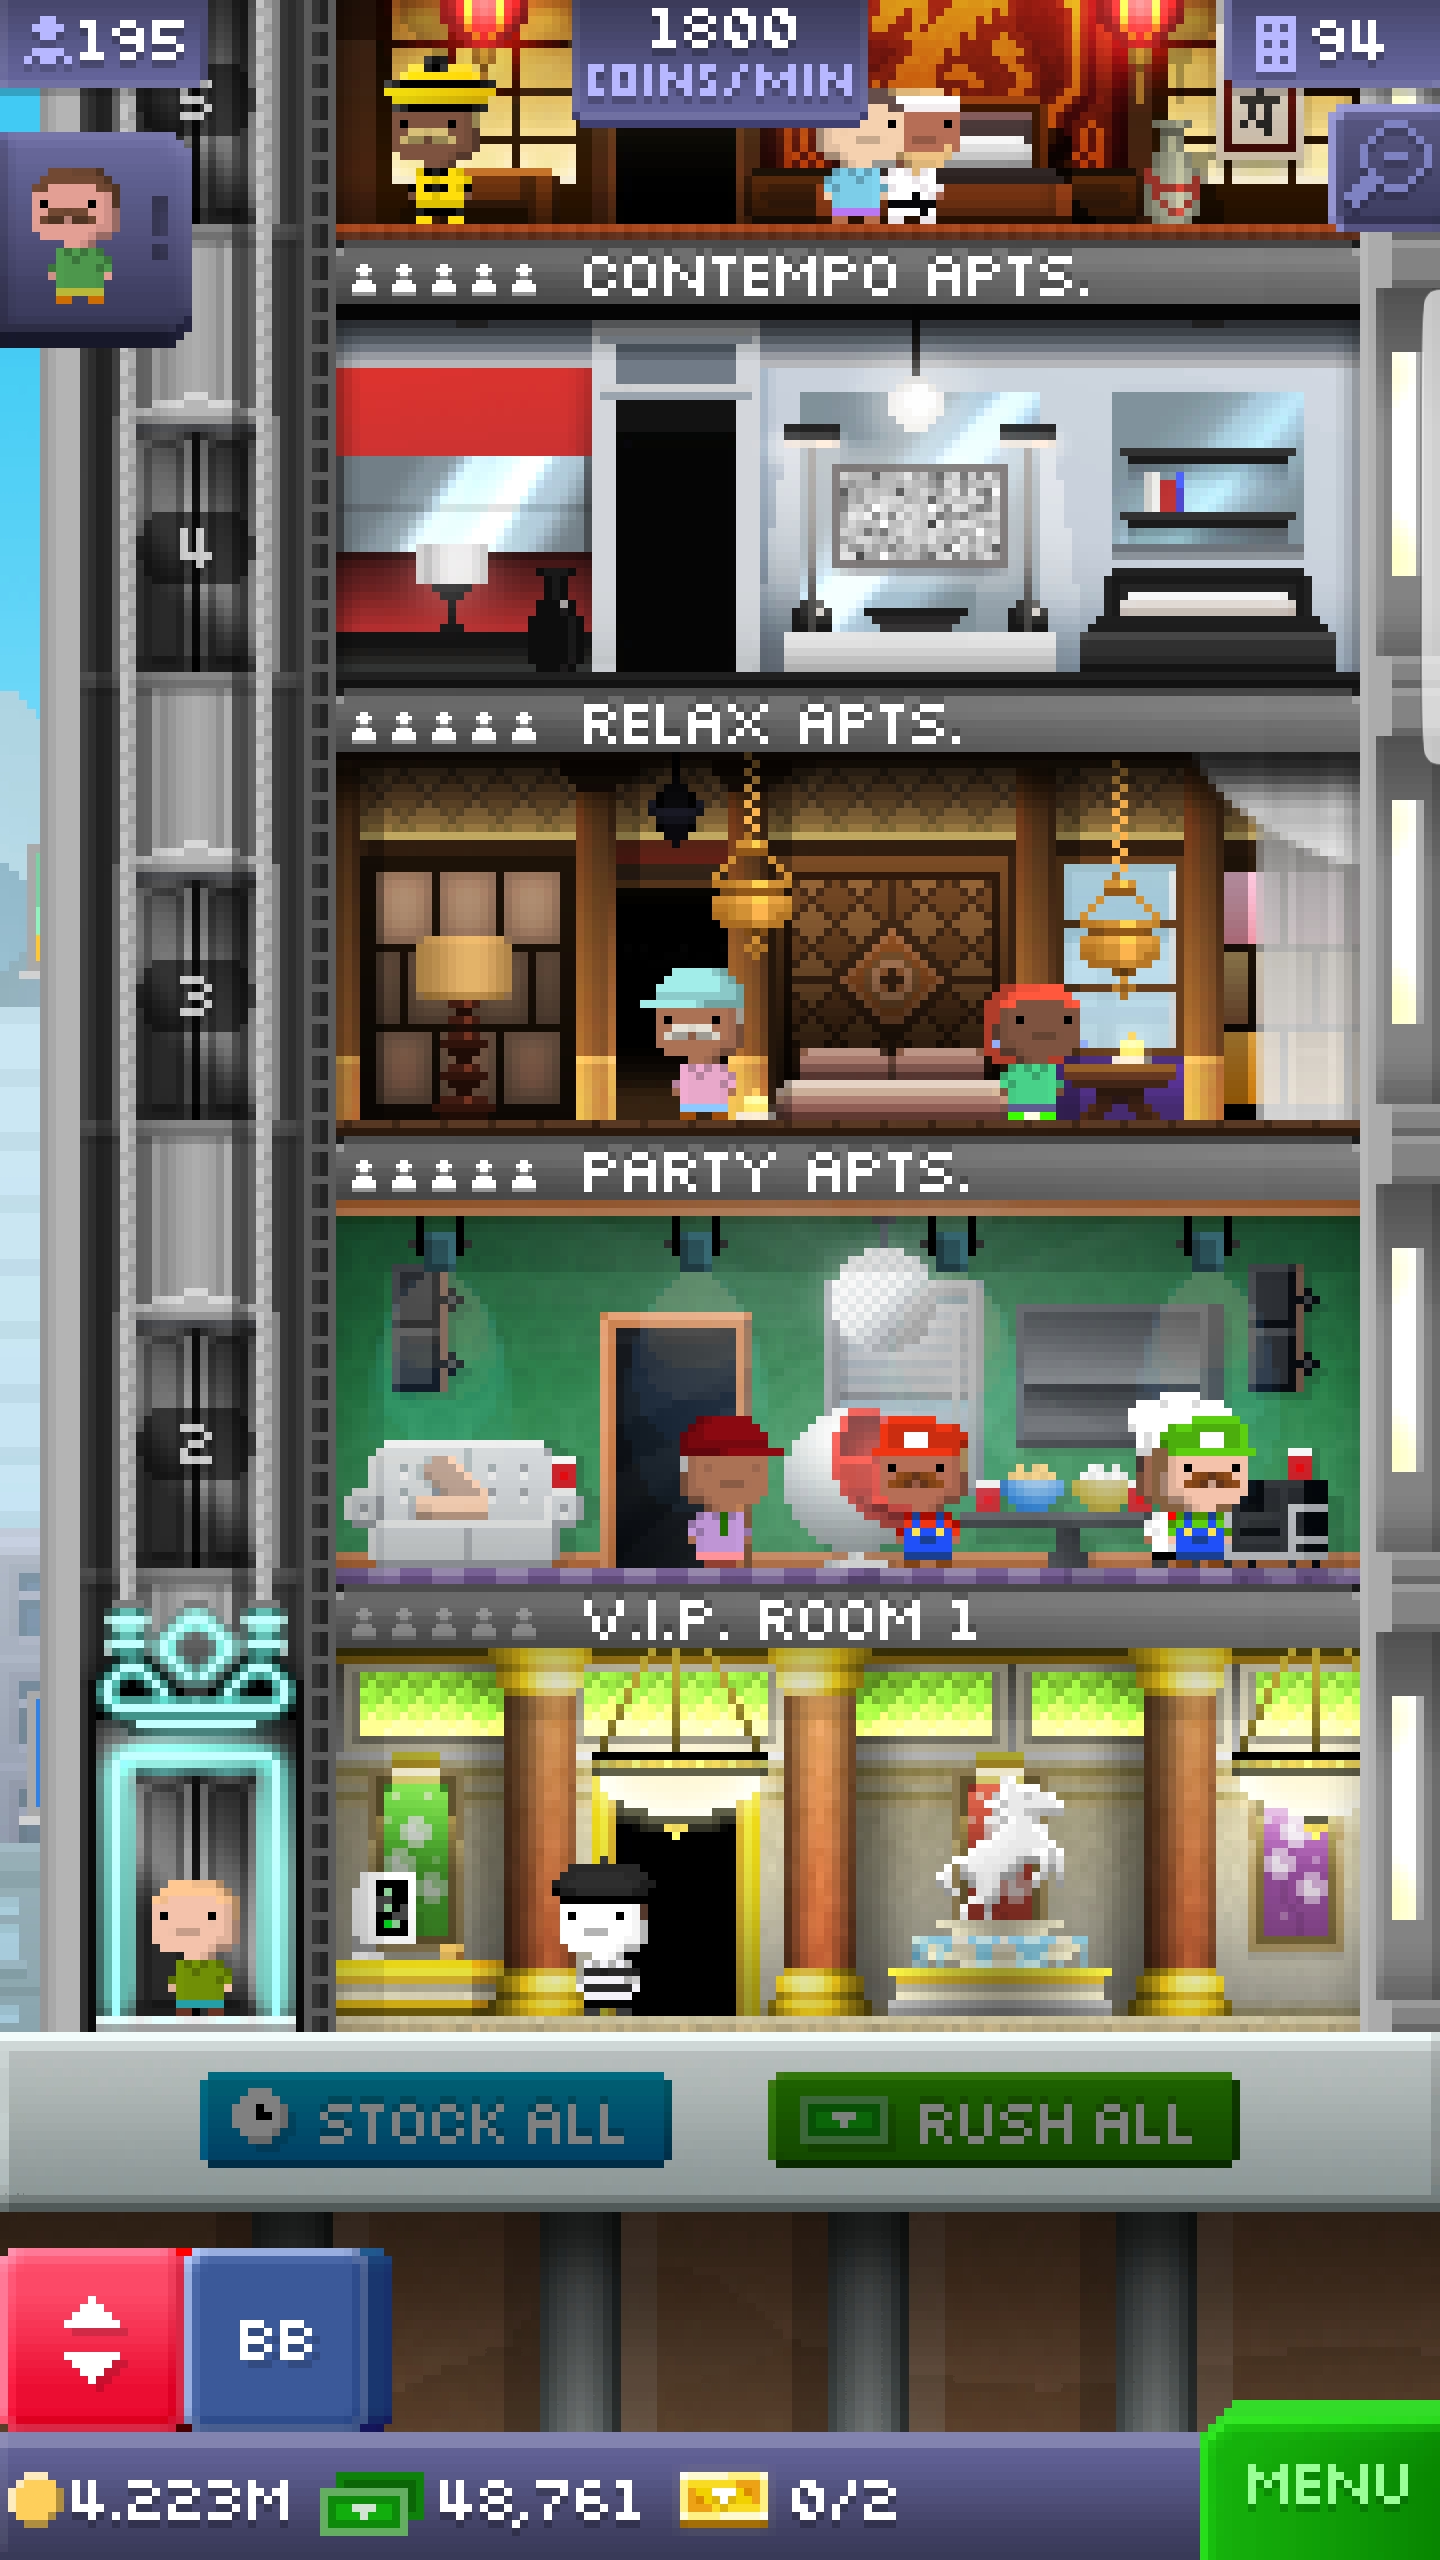 195
1800
COINS/MIN
94
5
CONTEMPO APTS.
4
RELAX APTS.
3
PARTY APTS.
2
V.I.P. ROOM 1
STOCK ALL
RUSH ALL
BB
4.223M
48,761
0/2
MENU